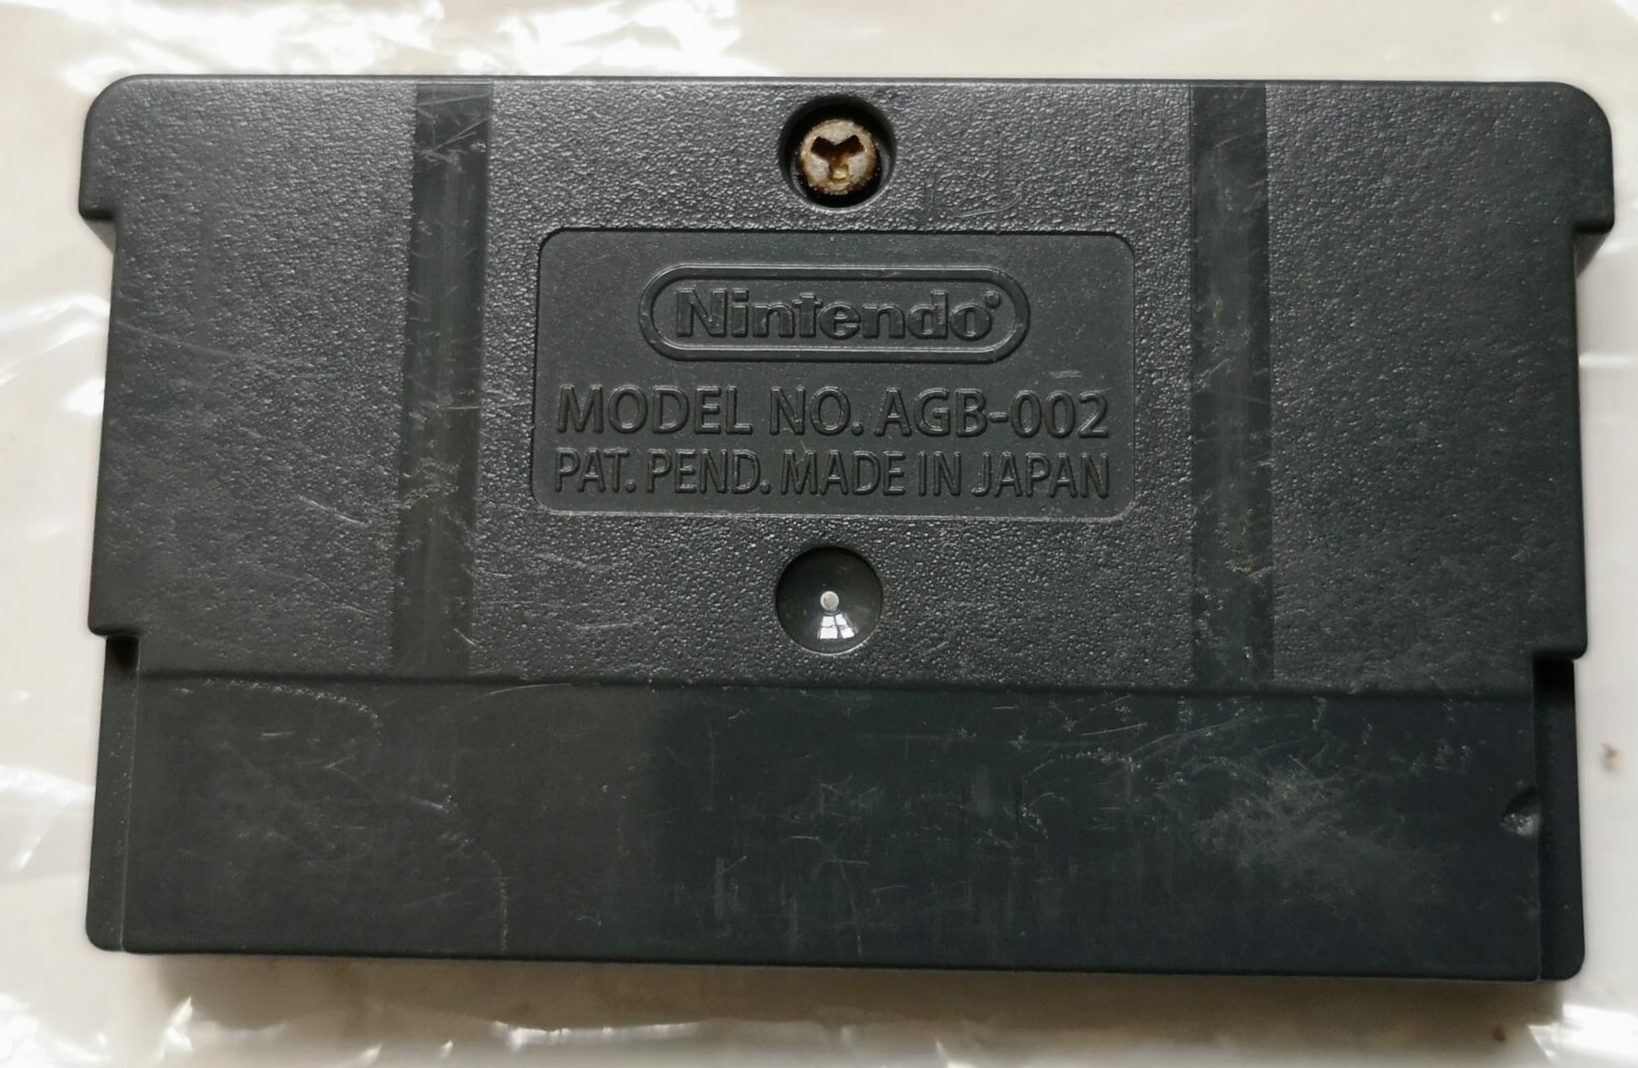 Nintendo®
MODEL NO. AGB-002
PAT. PEND. MADE IN JAPAN